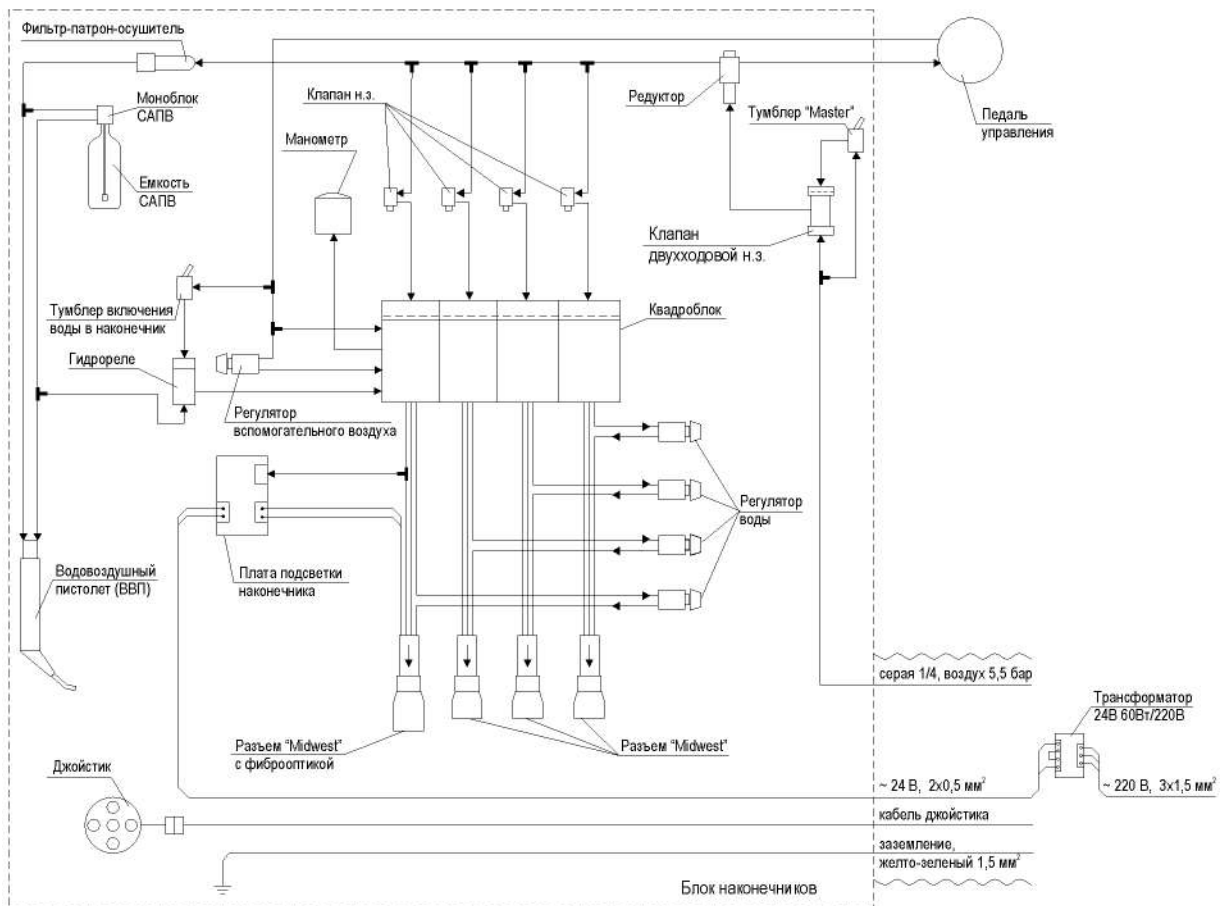 Фильтр-патрон-осушитель
Моноблок
САПВ
Емкость
САПВ
Клапан н.з.
Манометр
Редуктор
Тумблер “Master”
Педаль
управления
Клапан
двухходовой н.з.
Тумблер включения
воды в наконечник
Гидрореле
Квадроблок
Регулятор
вспомогательного воздуха
Регулятор
воды
Водовоздушный
пистолет (ВВП)
Плата подсветки
наконечника
Разъем “Midwest”
с фиброоптикой
Разъем “Midwest”
серая 1/4, воздух 5,5 бар
Трансформатор
24В 60Вт/220В
Джойстик
~ 24 В, 2х0,5 мм²
~ 220 В, 3х1,5 мм²
кабель джойстика
заземление,
желто-зеленый 1,5 мм²
Блок наконечников